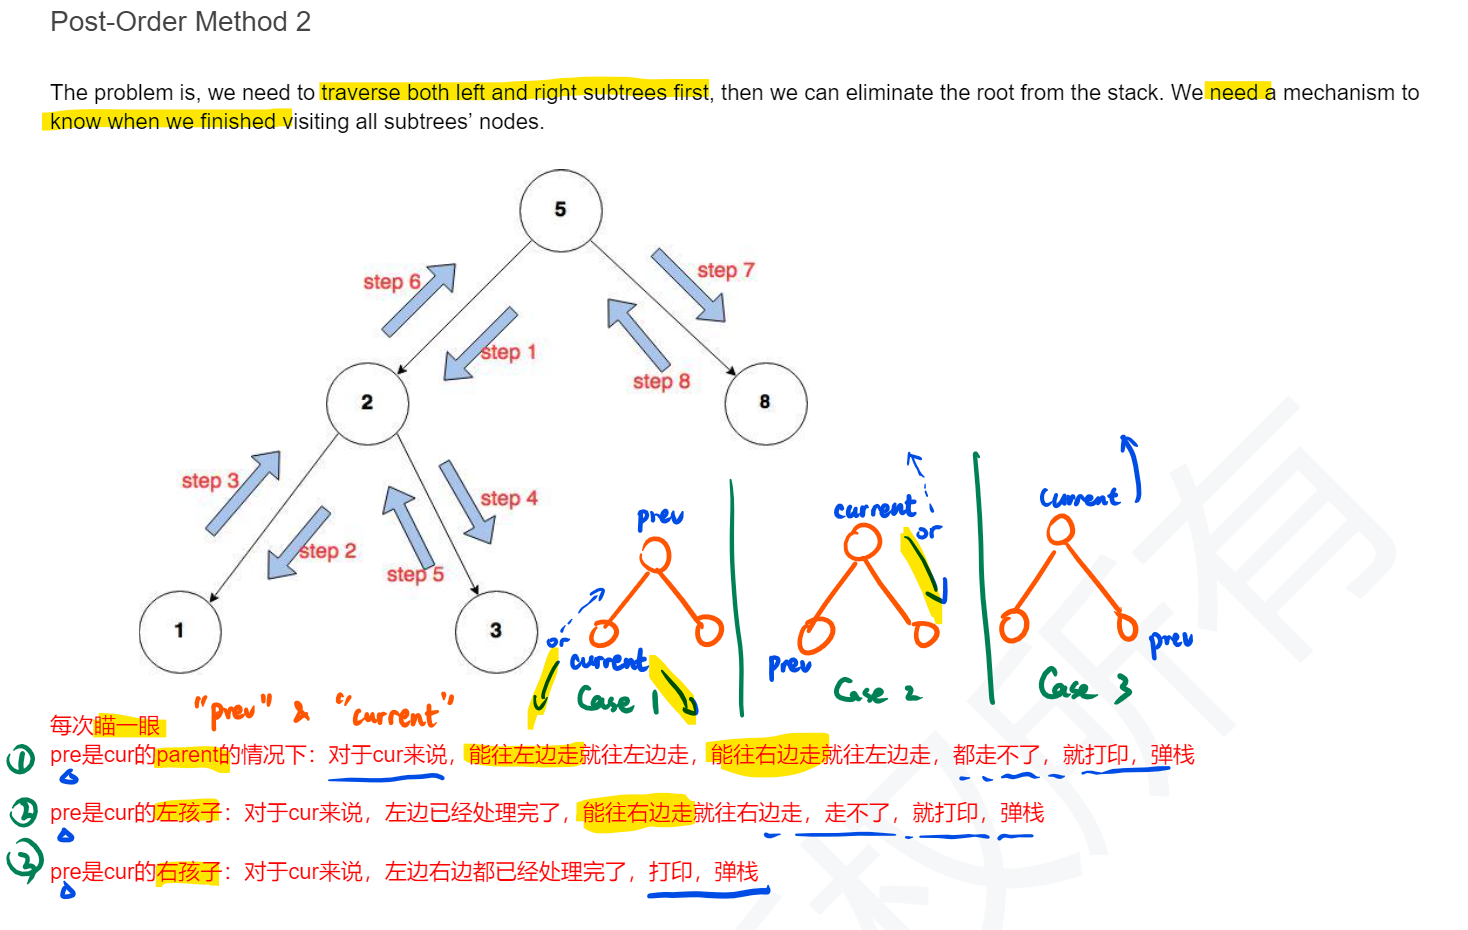 Post-Order Method 2
The problem is, we need to traverse both left and right subtrees first, then we can eliminate the root from the stack. We need a mechanism to
know when we finished visiting all subtrees' nodes.
5
step 6
step 7
step 1
step 8
2
8
step 3
step 4
step 2
step 5
1
3
prev
or
current
Case 1
current
or
prev
Case 2
current
prev
Case 3
"prev" & "current"
每次瞄一眼
① pre是cur的parent的情况下：对于cur来说，能往左边走就往左边走，能往右边走就往左边走，都走不了，就打印，弹栈
② pre是cur的左孩子：对于cur来说，左边已经处理完了，能往右边走就往右边走，走不了，就打印，弹栈
③ pre是cur的右孩子：对于cur来说，左边右边都已经处理完了，打印，弹栈
权所有